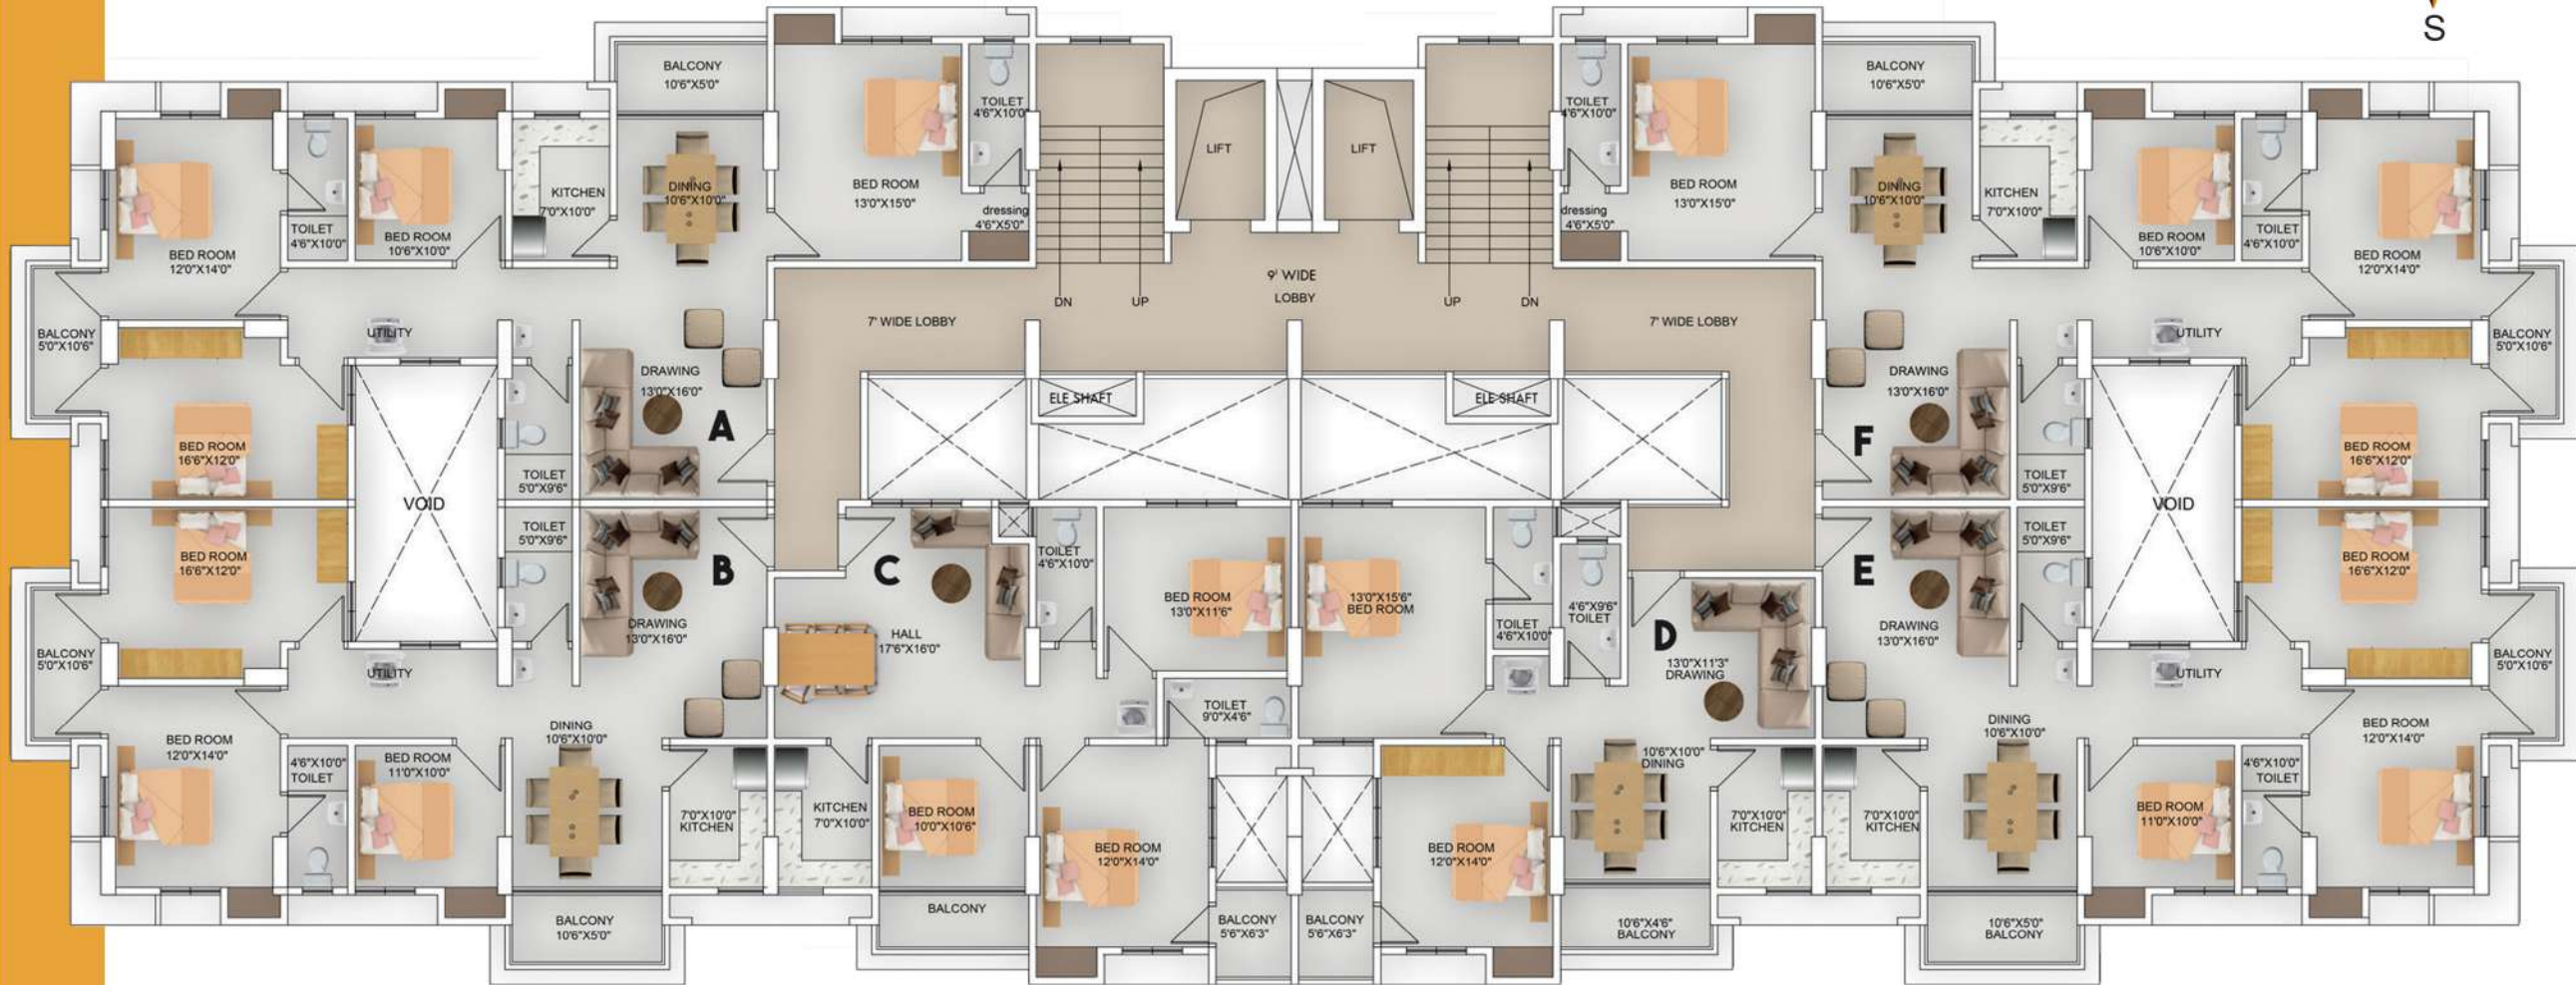 S
BALCONY
10'6"X5'0"
TOILET
4'6"X10'0"
BED ROOM
13'0"X15'0"
dressing
4'6"X5'0"
DINING
10'6"X10'0"
KITCHEN
7'0"X10'0"
BED ROOM
10'6"X10'0"
TOILET
4'6"X10'0"
BED ROOM
12'0"X14'0"
BALCONY
5'0"X10'6"
UTILITY
DRAWING
13'0"X16'0"
A
BED ROOM
16'6"X12'0"
TOILET
5'0"X9'6"
VOID
LIFT
LIFT
DN
UP
UP
DN
9' WIDE
LOBBY
7' WIDE LOBBY
7' WIDE LOBBY
ELE SHAFT
ELE SHAFT
TOILET
4'6"X10'0"
dressing
4'6"X5'0"
BED ROOM
13'0"X15'0"
BALCONY
10'6"X5'0"
DINING
10'6"X10'0"
KITCHEN
7'0"X10'0"
BED ROOM
10'6"X10'0"
TOILET
4'6"X10'0"
BED ROOM
12'0"X14'0"
BALCONY
5'0"X10'6"
UTILITY
DRAWING
13'0"X16'0"
F
TOILET
5'0"X9'6"
BED ROOM
16'6"X12'0"
VOID
BED ROOM
16'6"X12'0"
TOILET
5'0"X9'6"
B
DRAWING
13'0"X16'0"
BALCONY
5'0"X10'6"
UTILITY
BED ROOM
12'0"X14'0"
4'6"X10'0"
TOILET
BED ROOM
11'0"X10'0"
DINING
10'6"X10'0"
7'0"X10'0"
KITCHEN
BALCONY
10'6"X5'0"
C
HALL
17'6"X16'0"
TOILET
4'6"X10'0"
BED ROOM
13'0"X11'6"
TOILET
9'0"X4'6"
KITCHEN
7'0"X10'0"
BED ROOM
10'0"X10'6"
BED ROOM
12'0"X14'0"
BALCONY
BALCONY
5'6"X6'3"
13'0"X15'6"
BED ROOM
TOILET
4'6"X10'0"
4'6"X9'6"
TOILET
D
13'0"X11'3"
DRAWING
10'6"X10'0"
DINING
7'0"X10'0"
KITCHEN
BED ROOM
12'0"X14'0"
BALCONY
5'6"X6'3"
10'6"X4'6"
BALCONY
E
TOILET
5'0"X9'6"
BED ROOM
16'6"X12'0"
DRAWING
13'0"X16'0"
BALCONY
5'0"X10'6"
UTILITY
DINING
10'6"X10'0"
BED ROOM
12'0"X14'0"
4'6"X10'0"
TOILET
7'0"X10'0"
KITCHEN
BED ROOM
11'0"X10'0"
10'6"X5'0"
BALCONY